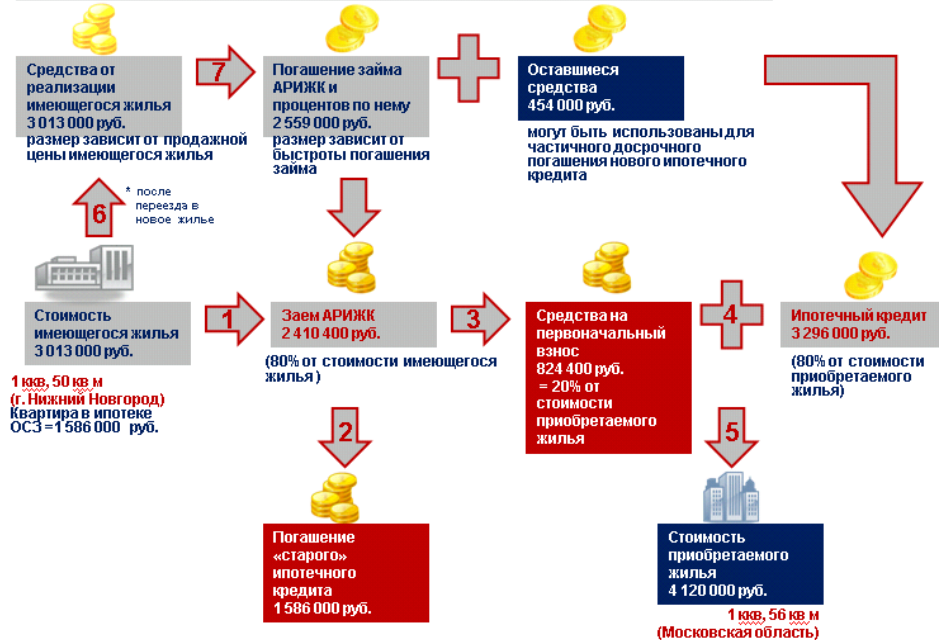 Средства от
реализации
имеющегося жилья
3 013 000 руб.
размер зависит от продажной
цены имеющегося жилья
7
Погашение займа
АРИЖК и
процентов по нему
2 559 000 руб.
размер зависит от
быстроты погашения
займа
Оставшиеся
средства
454 000 руб.
могут быть использованы для
частичного досрочного
погашения нового ипотечного
кредита
6
* после
переезда в
новое жилье
Стоимость
имеющегося жилья
3 013 000 руб.
1 ккв, 50 кв м
(г. Нижний Новгород)
Квартира в ипотеке
ОСЗ =1 586 000 руб.
1
Заем АРИЖК
2 410 400 руб.
(80% от стоимости имеющегося
жилья )
3
Средства на
первоначальный
взнос
824 400 руб.
= 20% от
стоимости
приобретаемого
жилья
4
Ипотечный кредит
3 296 000 руб.
(80% от стоимости
приобретаемого
жилья)
2
Погашение
«старого»
ипотечного
кредита
1 586 000 руб.
5
Стоимость
приобретаемого
жилья
4 120 000 руб.
1 ккв, 56 кв м
(Московская область)